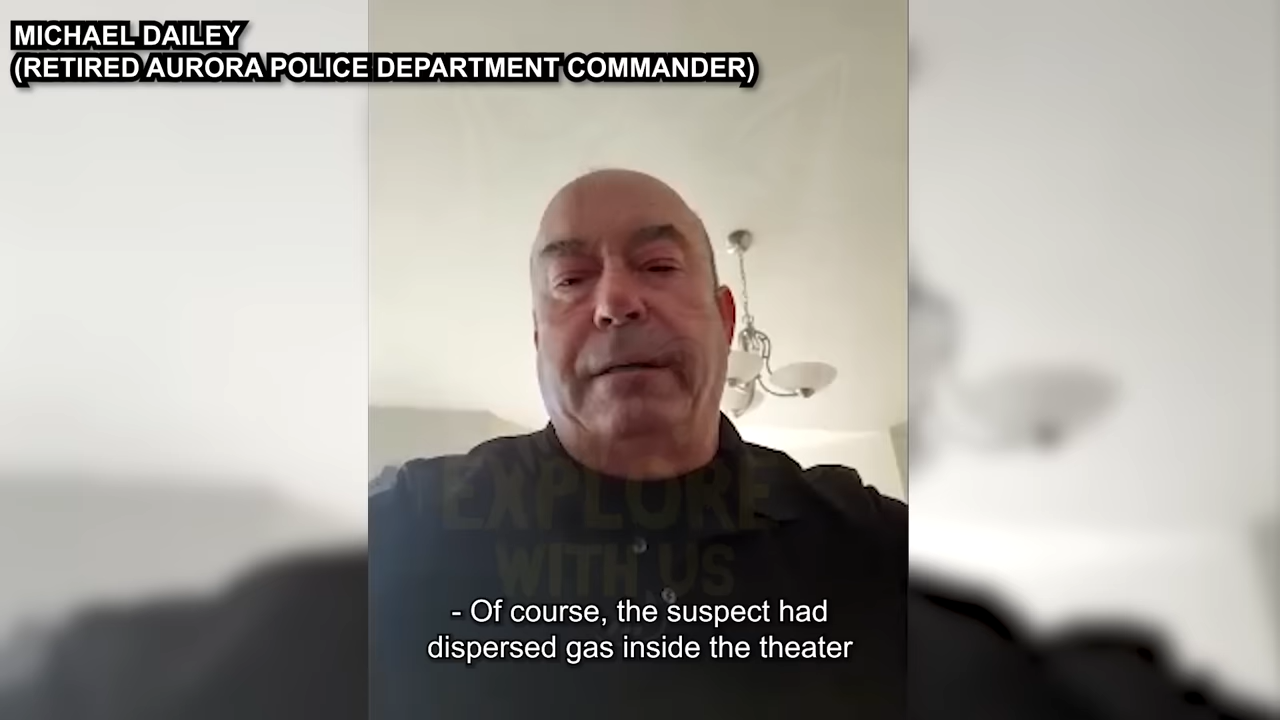 MICHAEL DAILEY
(RETIRED AURORA POLICE DEPARTMENT COMMANDER)
EXPLORE
WITH US
- Of course, the suspect had
dispersed gas inside the theater